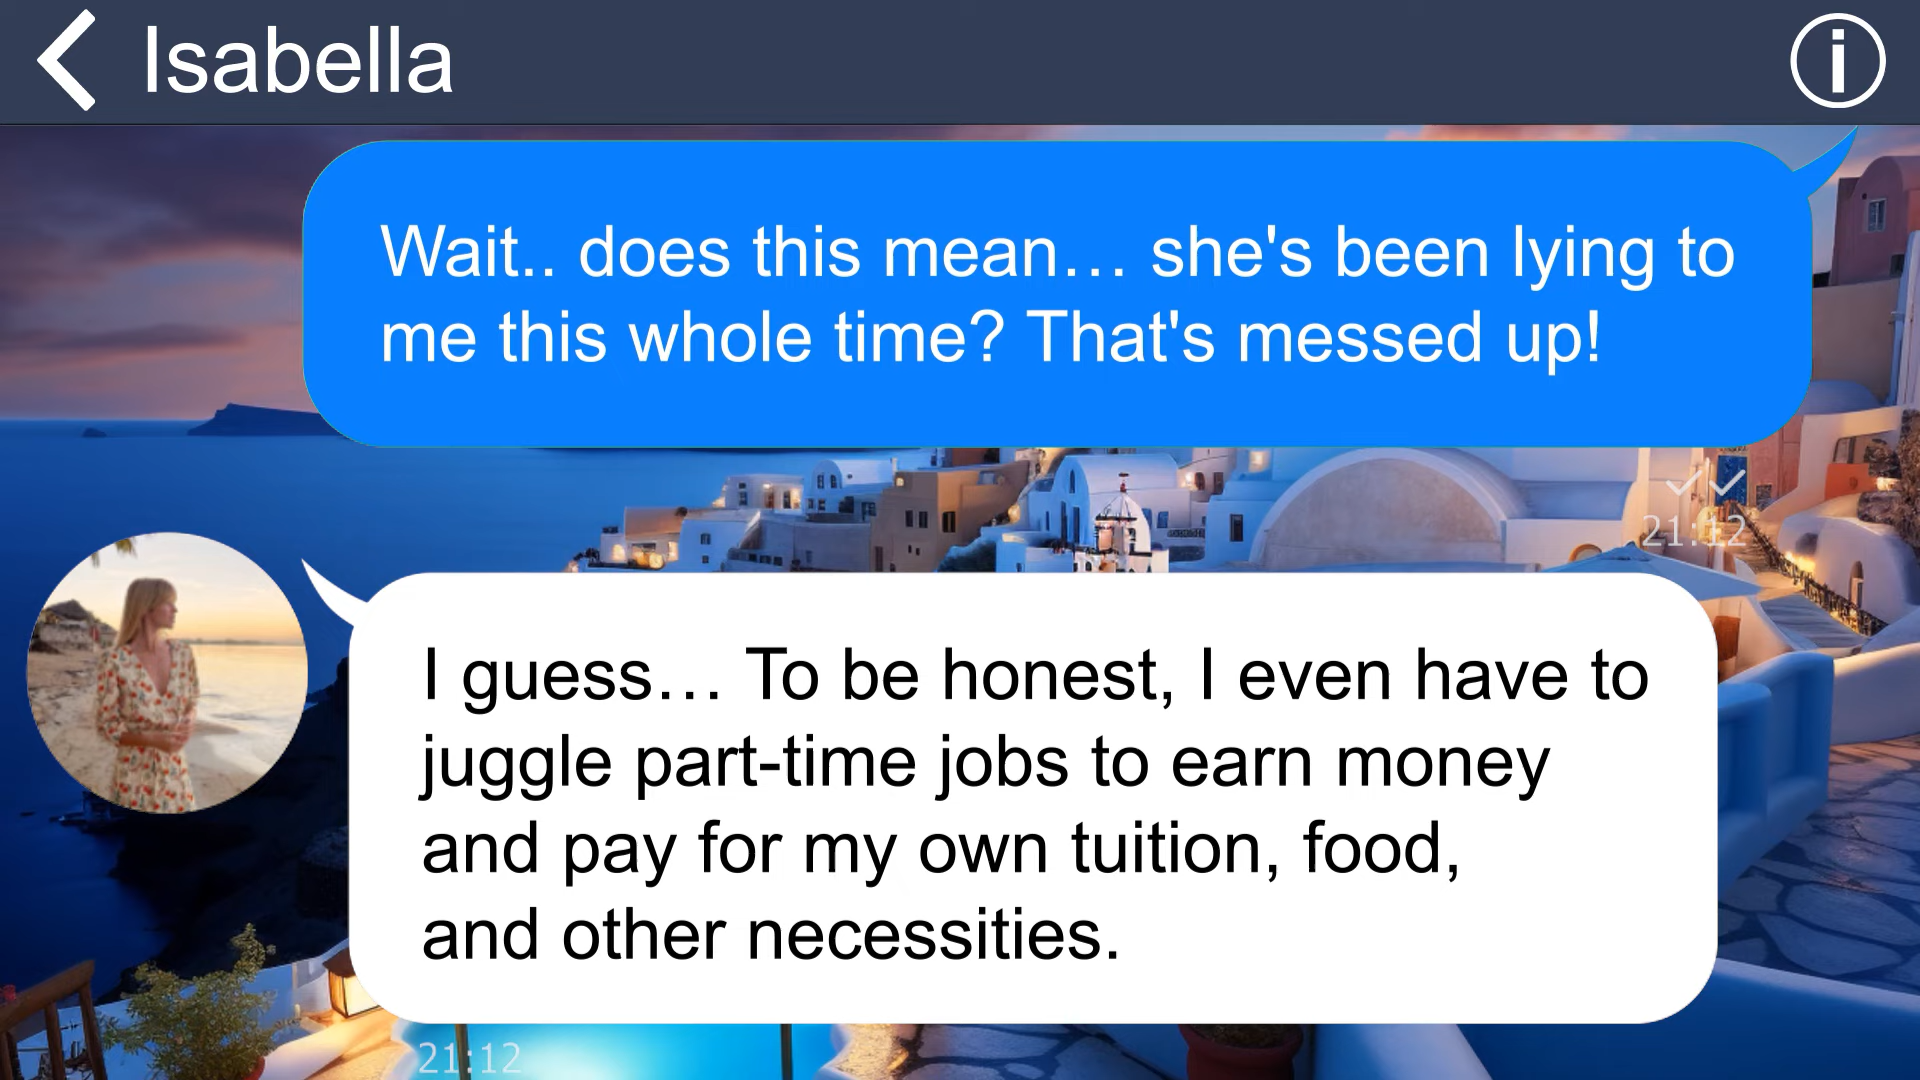 Isabella
Wait.. does this mean… she's been lying to
me this whole time? That's messed up!
21:12
I guess… To be honest, I even have to
juggle part-time jobs to earn money
and pay for my own tuition, food,
and other necessities.
21:12